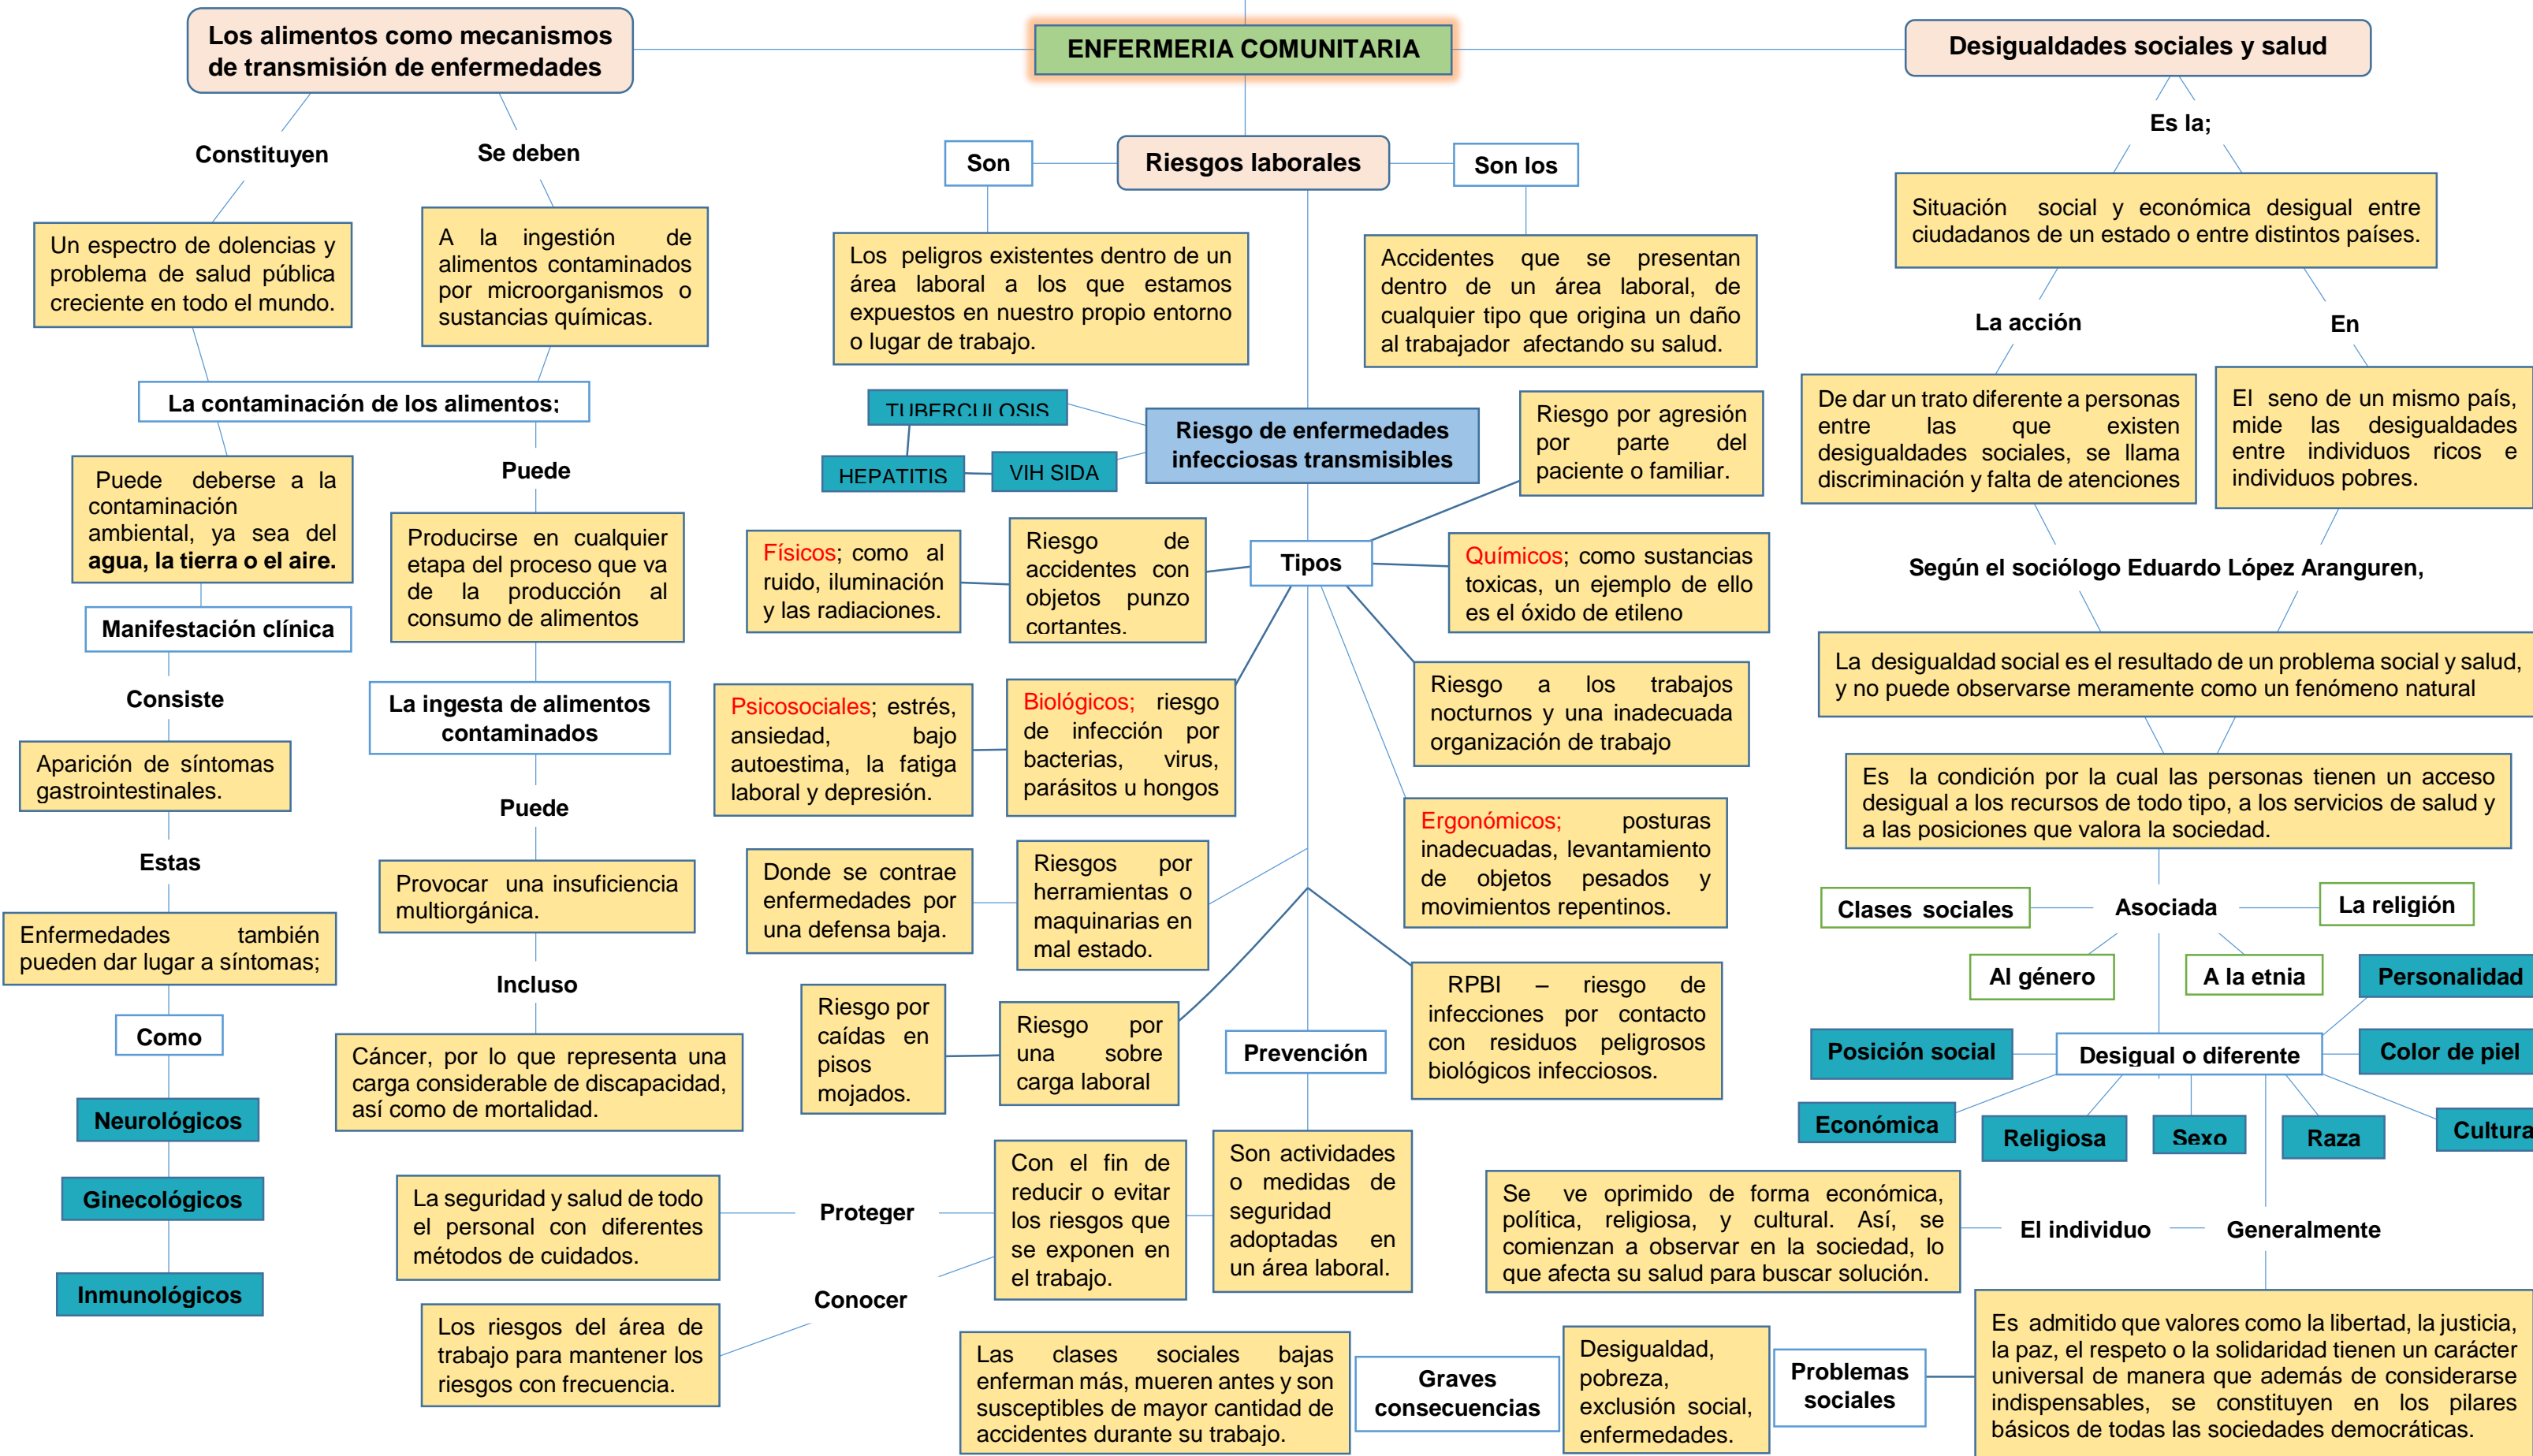 ENFERMERIA COMUNITARIA
Los alimentos como mecanismos
de transmisión de enfermedades
Constituyen
Se deben
Un espectro de dolencias y
problema de salud pública
creciente en todo el mundo.
A la ingestión de
alimentos contaminados
por microorganismos o
sustancias químicas.
La contaminación de los alimentos;
Puede deberse a la
contaminación
ambiental, ya sea del
agua, la tierra o el aire.
Manifestación clínica
Consiste
Aparición de síntomas
gastrointestinales.
Estas
Enfermedades también
pueden dar lugar a síntomas;
Como
Neurológicos
Ginecológicos
Inmunológicos
Puede
Producirse en cualquier
etapa del proceso que va
de la producción al
consumo de alimentos
La ingesta de alimentos
contaminados
Puede
Provocar una insuficiencia
multiorgánica.
Incluso
Cáncer, por lo que representa una
carga considerable de discapacidad,
así como de mortalidad.
Riesgos laborales
Son
Los peligros existentes dentro de un
área laboral a los que estamos
expuestos en nuestro propio entorno
o lugar de trabajo.
Son los
Accidentes que se presentan
dentro de un área laboral, de
cualquier tipo que origina un daño
al trabajador afectando su salud.
Riesgo de enfermedades
infecciosas transmisibles
TUBERCULOSIS
HEPATITIS
VIH SIDA
Tipos
Riesgo por agresión
por parte del
paciente o familiar.
Físicos; como al
ruido, iluminación
y las radiaciones.
Riesgo de
accidentes con
objetos punzo
cortantes.
Químicos; como sustancias
toxicas, un ejemplo de ello
es el óxido de etileno
Psicosociales; estrés,
ansiedad, bajo
autoestima, la fatiga
laboral y depresión.
Biológicos; riesgo
de infección por
bacterias, virus,
parásitos u hongos
Riesgo a los trabajos
nocturnos y una inadecuada
organización de trabajo
Ergonómicos; posturas
inadecuadas, levantamiento
de objetos pesados y
movimientos repentinos.
Donde se contrae
enfermedades por
una defensa baja.
Riesgos por
herramientas o
maquinarias en
mal estado.
Riesgo por
caídas en
pisos
mojados.
Riesgo por
una sobre
carga laboral
RPBI – riesgo de
infecciones por contacto
con residuos peligrosos
biológicos infecciosos.
Prevención
Son actividades
o medidas de
seguridad
adoptadas en
un área laboral.
Con el fin de
reducir o evitar
los riesgos que
se exponen en
el trabajo.
Proteger
La seguridad y salud de todo
el personal con diferentes
métodos de cuidados.
Conocer
Los riesgos del área de
trabajo para mantener los
riesgos con frecuencia.
Desigualdades sociales y salud
Es la;
Situación social y económica desigual entre
ciudadanos de un estado o entre distintos países.
La acción
En
De dar un trato diferente a personas
entre las que existen
desigualdades sociales, se llama
discriminación y falta de atenciones
El seno de un mismo país,
mide las desigualdades
entre individuos ricos e
individuos pobres.
Según el sociólogo Eduardo López Aranguren,
La desigualdad social es el resultado de un problema social y salud,
y no puede observarse meramente como un fenómeno natural
Es la condición por la cual las personas tienen un acceso
desigual a los recursos de todo tipo, a los servicios de salud y
a las posiciones que valora la sociedad.
Clases sociales
Asociada
La religión
Al género
A la etnia
Personalidad
Posición social
Desigual o diferente
Color de piel
Económica
Religiosa
Sexo
Raza
Cultura
Se ve oprimido de forma económica,
política, religiosa, y cultural. Así, se
comienzan a observar en la sociedad, lo
que afecta su salud para buscar solución.
El individuo
Generalmente
Es admitido que valores como la libertad, la justicia,
la paz, el respeto o la solidaridad tienen un carácter
universal de manera que además de considerarse
indispensables, se constituyen en los pilares
básicos de todas las sociedades democráticas.
Problemas
sociales
Desigualdad,
pobreza,
exclusión social,
enfermedades.
Graves
consecuencias
Las clases sociales bajas
enferman más, mueren antes y son
susceptibles de mayor cantidad de
accidentes durante su trabajo.